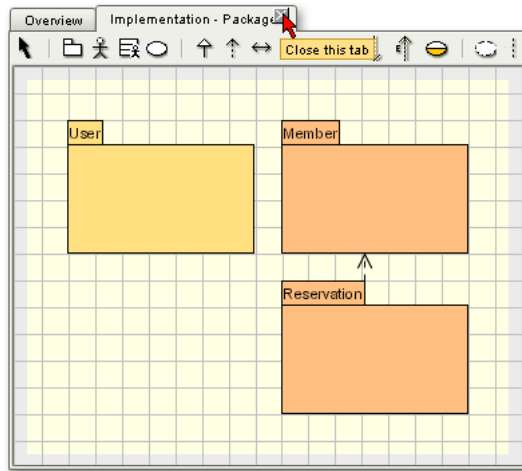 Overview
Implementation - Package
Close this tab
User
Member
Reservation